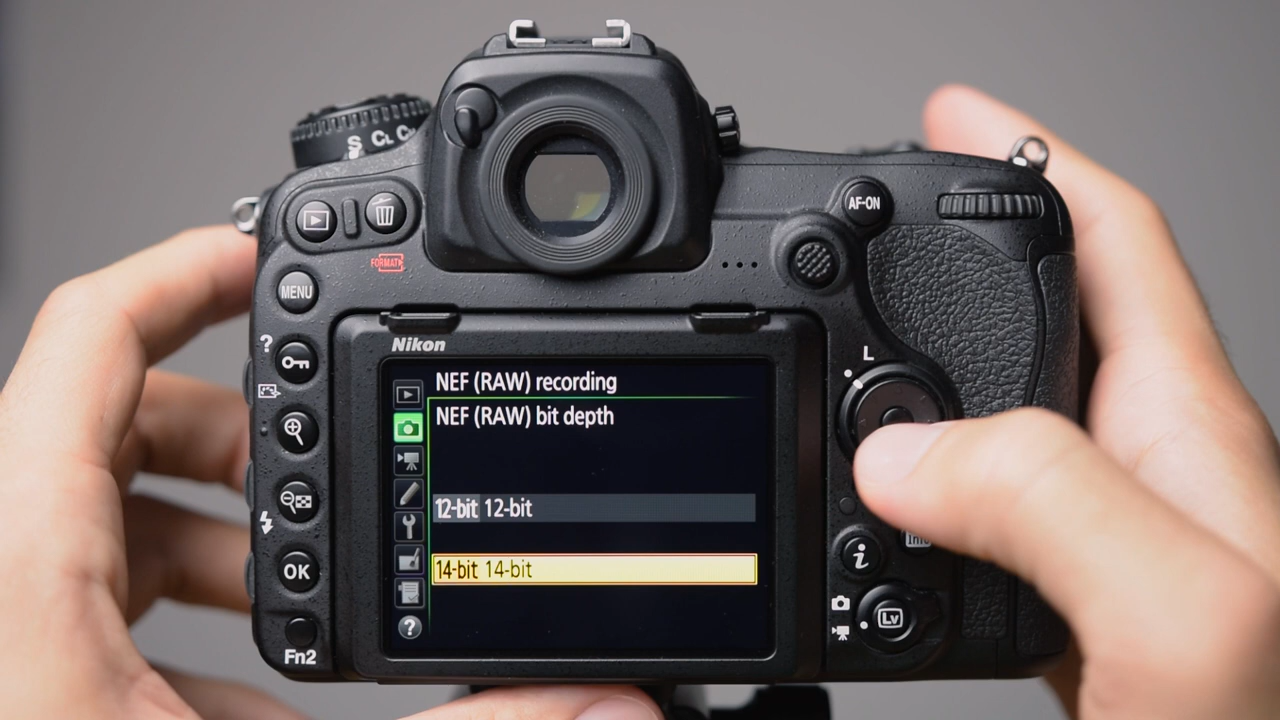 S CL
FORMAT
MENU
?
OK
Fn2
Nikon
NEF (RAW) recording
NEF (RAW) bit depth
12-bit 12-bit
14-bit 14-bit
?
AF-ON
L
i
Lv